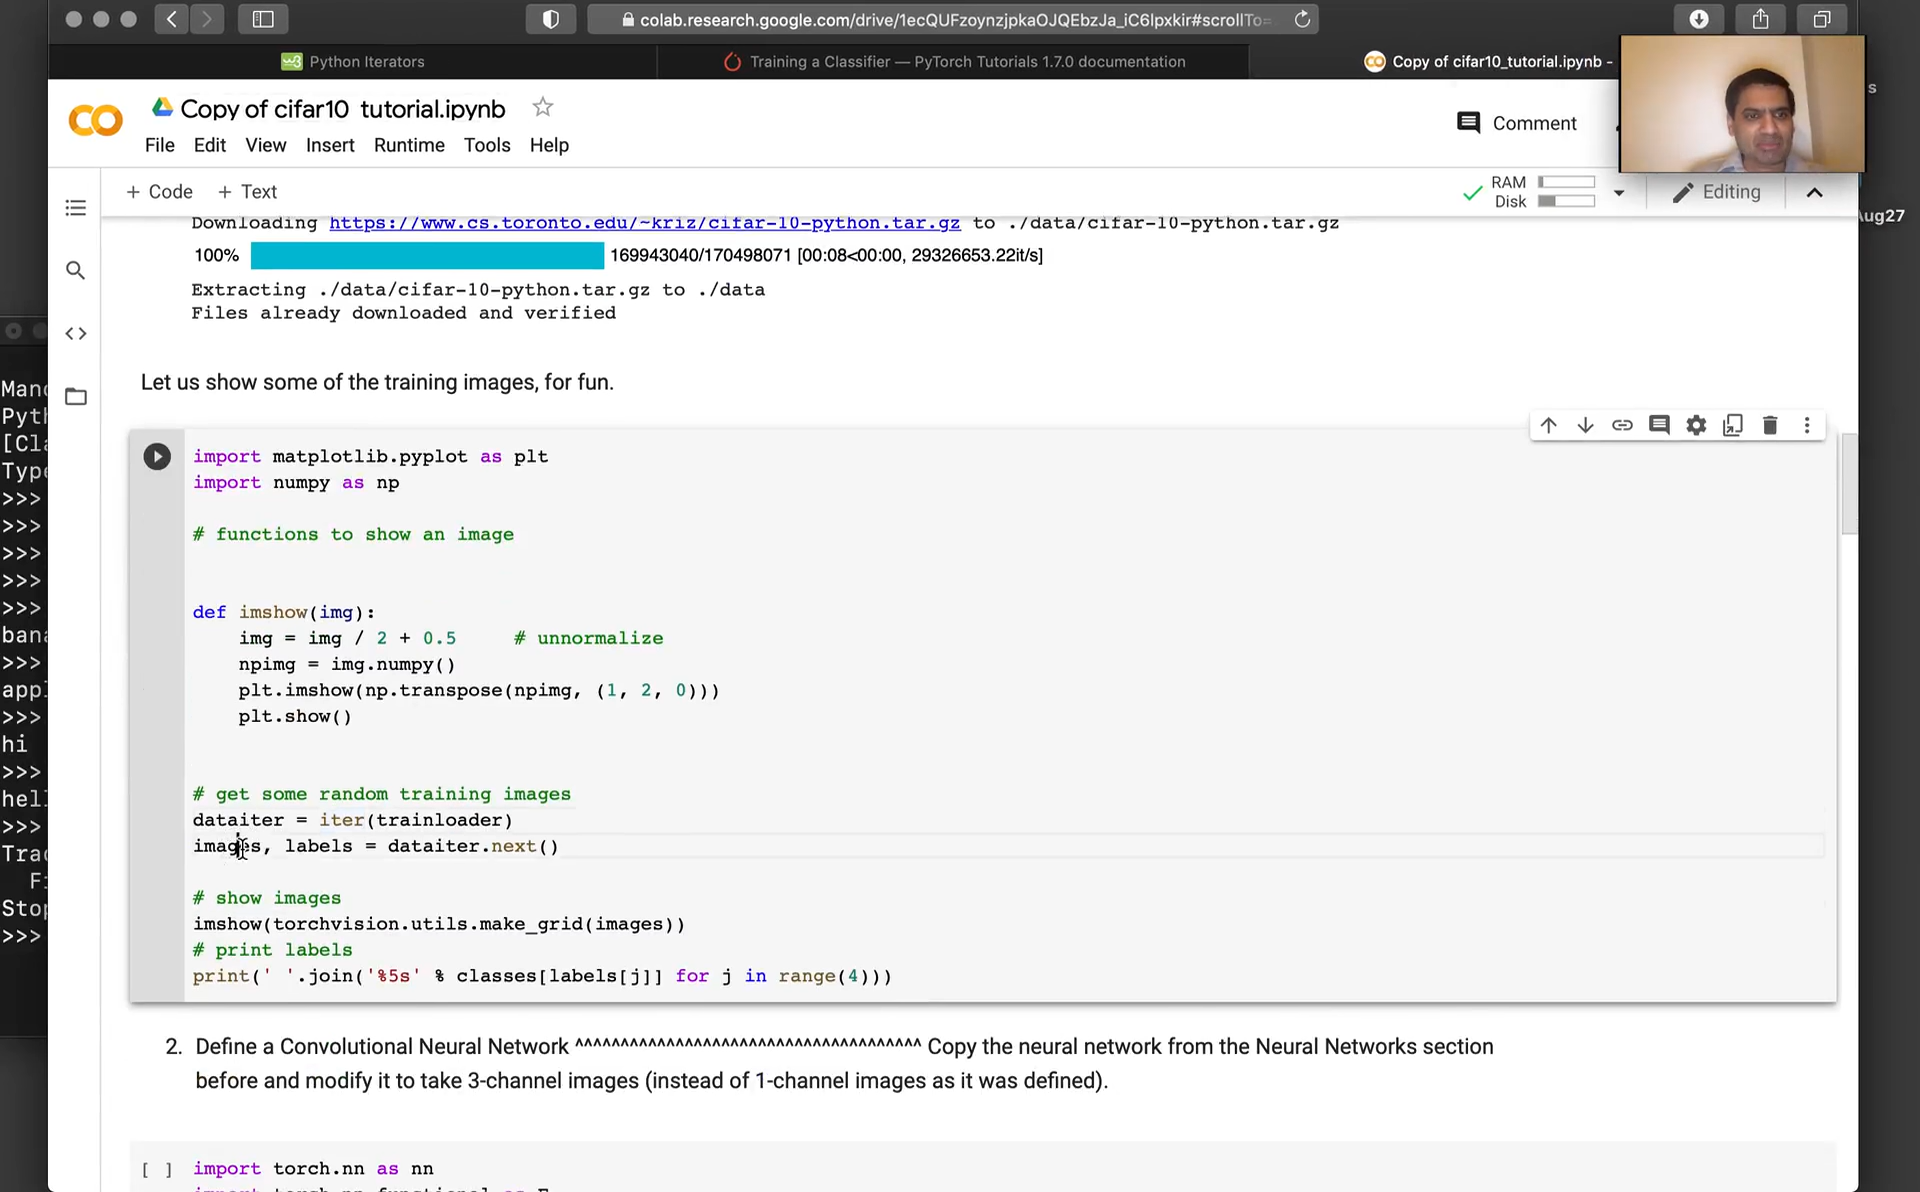 colab.research.google.com/drive/1ecQUFzoynzjpkaOJQEbzJa_iC6lpxkir#scrollTo=
Python Iterators
Training a Classifier — PyTorch Tutorials 1.7.0 documentation
Copy of cifar10_tutorial.ipynb -
Copy of cifar10 tutorial.ipynb
Comment
File Edit View Insert Runtime Tools Help
+ Code + Text
RAM
Disk
Editing
Aug27
Downloading https://www.cs.toronto.edu/~kriz/cifar-10-python.tar.gz to ./data/cifar-10-python.tar.gz
100% 169943040/170498071 [00:08<00:00, 29326653.22it/s]
Extracting ./data/cifar-10-python.tar.gz to ./data
Files already downloaded and verified
Let us show some of the training images, for fun.
import matplotlib.pyplot as plt
import numpy as np
# functions to show an image
def imshow(img):
img = img / 2 + 0.5 # unnormalize
npimg = img.numpy()
plt.imshow(np.transpose(npimg, (1, 2, 0)))
plt.show()
# get some random training images
dataiter = iter(trainloader)
images, labels = dataiter.next()
# show images
imshow(torchvision.utils.make_grid(images))
# print labels
print(' '.join('%5s' % classes[labels[j]] for j in range(4)))
2. Define a Convolutional Neural Network ^^^^^^^^^^^^^^^^^^^^^^^^^^^^^^^^^^^^^^ Copy the neural network from the Neural Networks section
before and modify it to take 3-channel images (instead of 1-channel images as it was defined).
[ ] import torch.nn as nn
>>>
>>>
>>>
>>>
>>>
>>>
>>>
>>>
hi
>>>
>>>
>>>